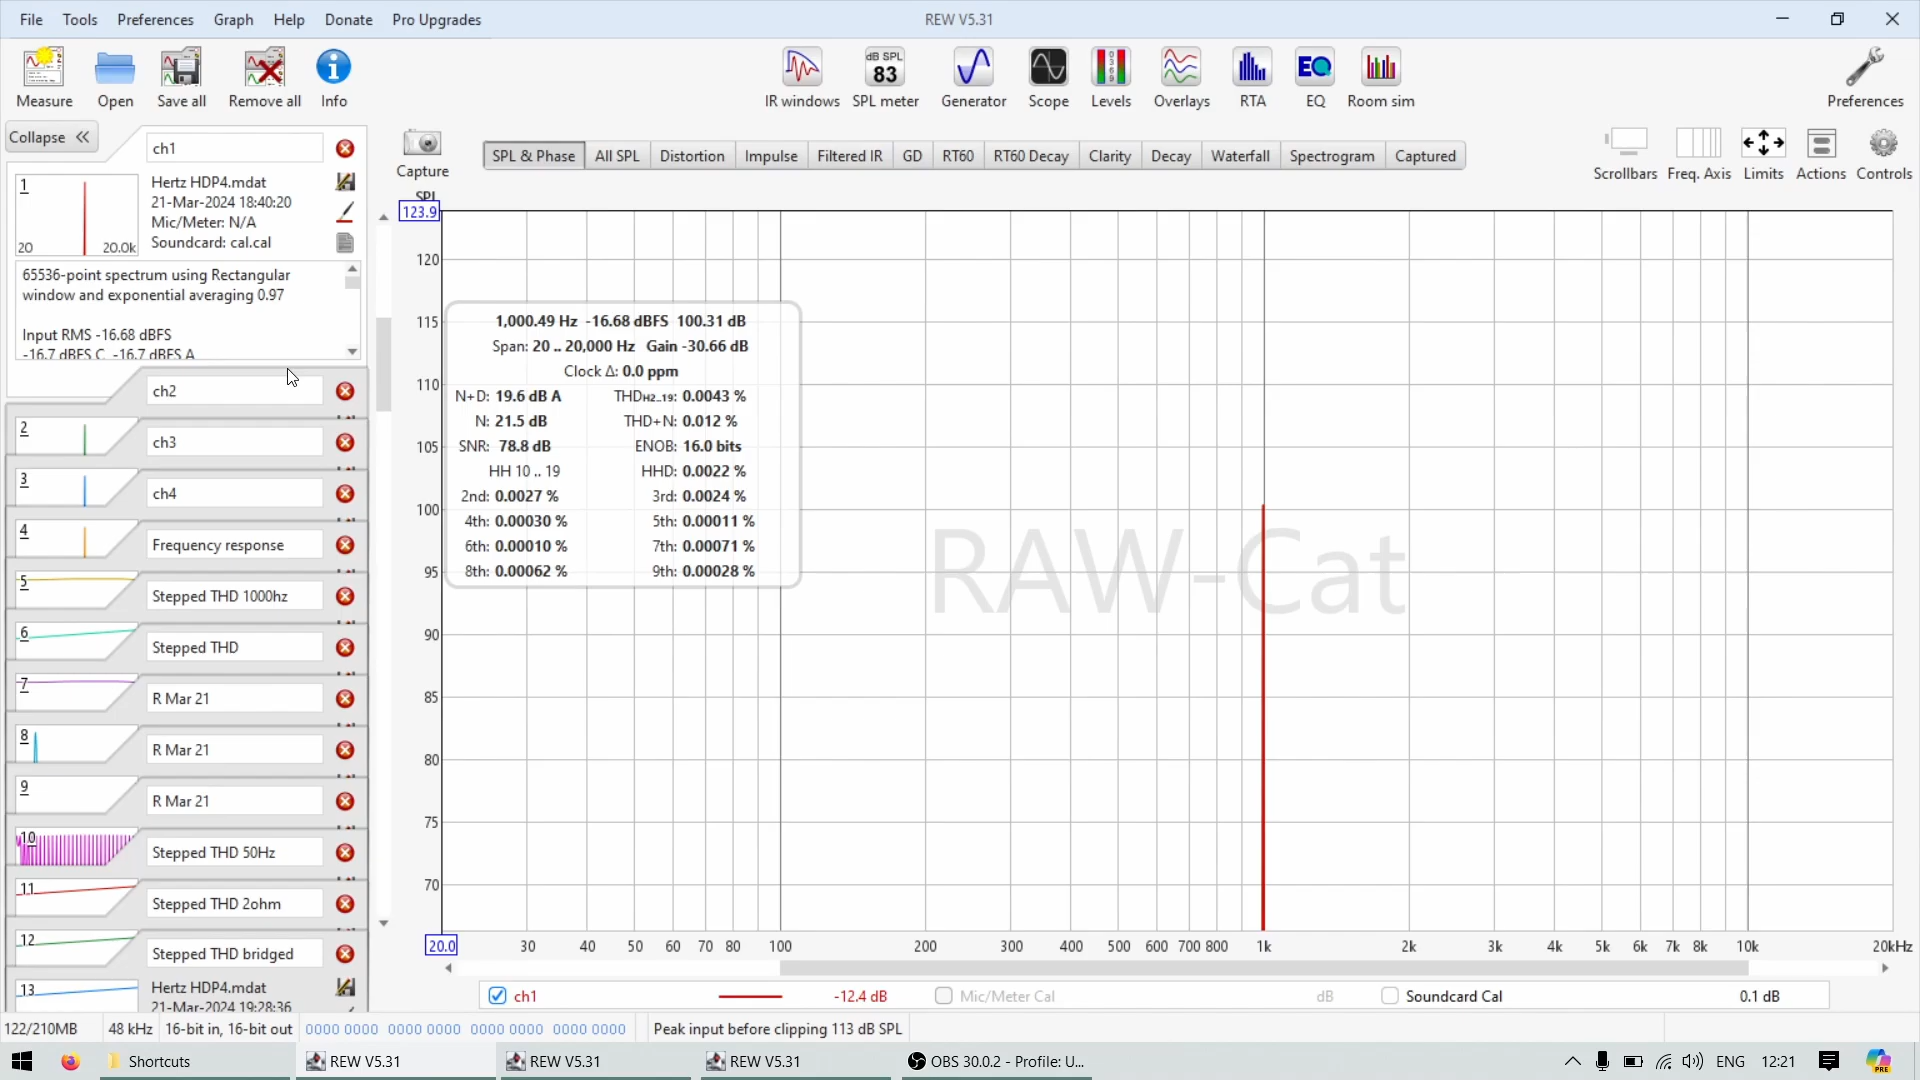 File Tools Preferences Graph Help Donate Pro Upgrades
REW V5.31
Measure Open Save all Remove all Info
dB SPL
83
0369
EQ
IR windows SPL meter Generator Scope Levels Overlays RTA EQ Room sim
Preferences
Collapse
Capture
SPL & Phase All SPL Distortion Impulse Filtered IR GD RT60 RT60 Decay Clarity Decay Waterfall Spectrogram Captured
Scrollbars Freq. Axis Limits Actions Controls
ch1
1
20 20.0k
Hertz HDP4.mdat
21-Mar-2024 18:40:20
Mic/Meter: N/A
Soundcard: cal.cal
65536-point spectrum using Rectangular
window and exponential averaging 0.97
Input RMS -16.68 dBFS
-16.7 dBFS C, -16.7 dBFS A
ch2
2
ch3
3
ch4
4
Frequency response
5
Stepped THD 1000hz
6
Stepped THD
7
R Mar 21
8
R Mar 21
9
R Mar 21
10
Stepped THD 50Hz
11
Stepped THD 2ohm
12
Stepped THD bridged
13
Hertz HDP4.mdat
21-Mar-2024 19:28:36
SPL
123.9
120
115
110
105
100
95
90
85
80
75
70
1,000.49 Hz -16.68 dBFS 100.31 dB
Span: 20 .. 20,000 Hz Gain -30.66 dB
Clock Δ: 0.0 ppm
N+D: 19.6 dB A THDH2..19: 0.0043 %
N: 21.5 dB THD+N: 0.012 %
SNR: 78.8 dB ENOB: 16.0 bits
HH 10 .. 19 HHD: 0.0022 %
2nd: 0.0027 % 3rd: 0.0024 %
4th: 0.00030 % 5th: 0.00011 %
6th: 0.00010 % 7th: 0.00071 %
8th: 0.00062 % 9th: 0.00028 %
RAW-Cat
20.0 30 40 50 60 70 80 100 200 300 400 500 600 700 800 1k 2k 3k 4k 5k 6k 7k 8k 10k 20kHz
ch1 -12.4 dB Mic/Meter Cal dB Soundcard Cal 0.1 dB
122/210MB 48 kHz 16-bit in, 16-bit out 0000 0000 0000 0000 0000 0000 0000 0000 Peak input before clipping 113 dB SPL
Shortcuts REW V5.31 REW V5.31 REW V5.31 OBS 30.0.2 - Profile: U... ENG 12:21
PRE